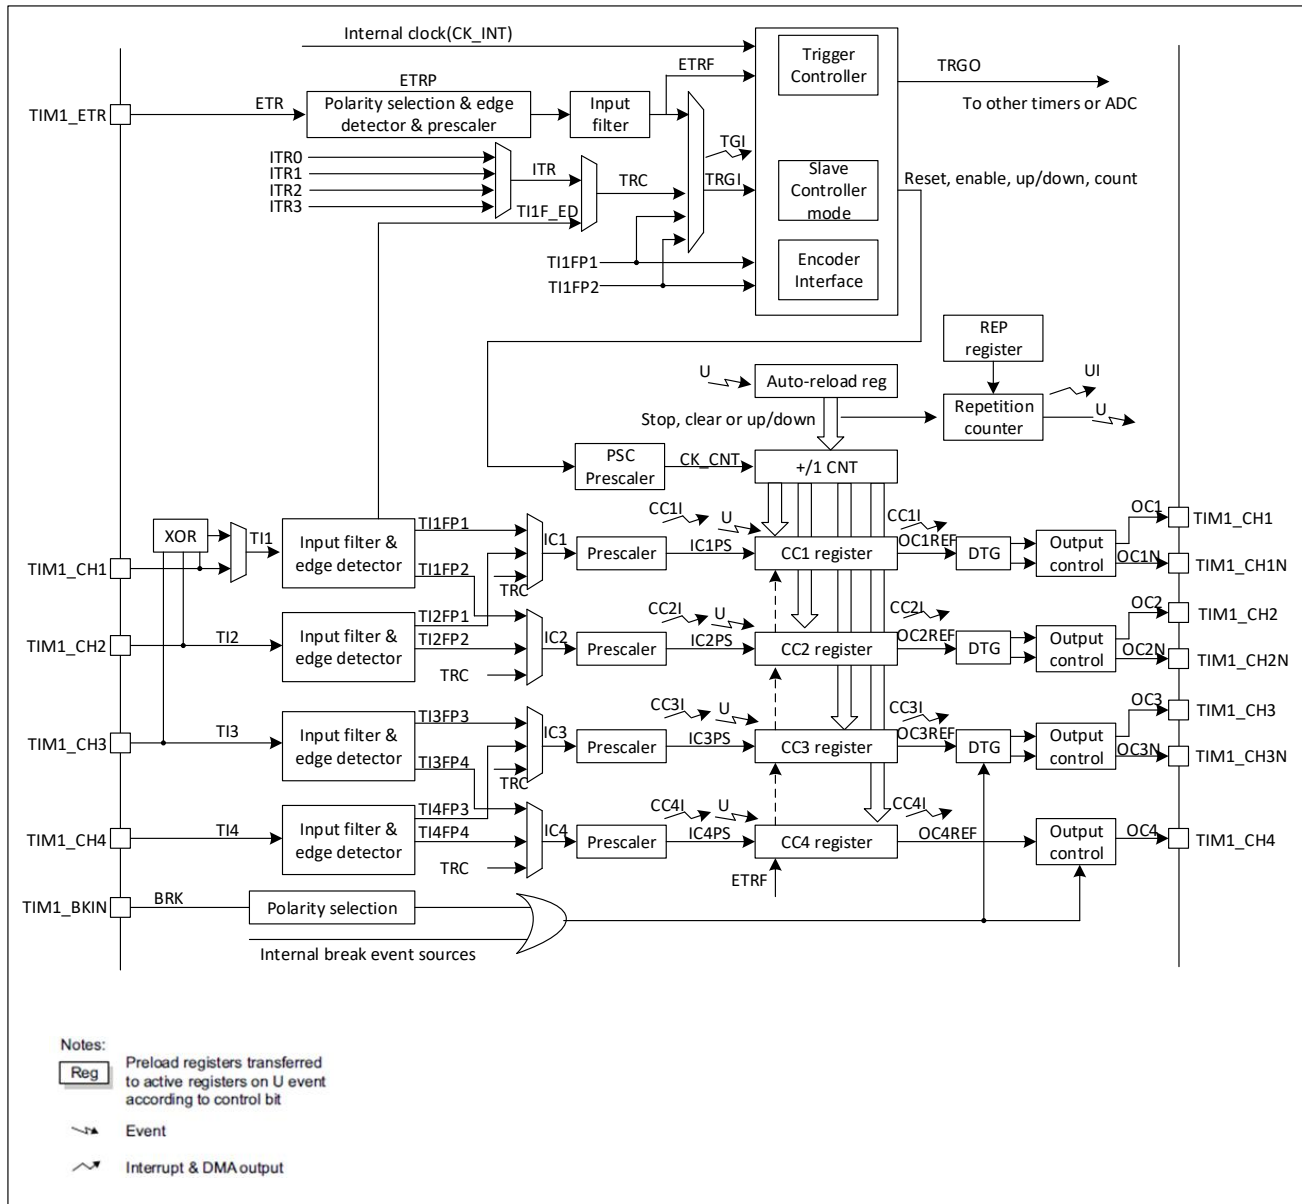 Internal clock(CK_INT)
Trigger
Controller
ETRF
TRGO
To other timers or ADC
ETRP
ETR
TIM1_ETR
Polarity selection & edge
detector & prescaler
Input
filter
TGI
TRGI
ITR0
ITR1
ITR2
ITR3
ITR
TRC
TI1F_ED
Slave
Controller
mode
Reset, enable, up/down, count
TI1FP1
TI1FP2
Encoder
Interface
REP
register
U
Auto-reload reg
UI
Repetition
counter
U
Stop, clear or up/down
PSC
Prescaler
CK_CNT
+/1 CNT
XOR
TI1
TIM1_CH1
Input filter &
edge detector
TI1FP1
TI1FP2
IC1
TRC
Prescaler
CC1I
U
IC1PS
CC1 register
CC1I
OC1REF
DTG
Output
control
OC1
OC1N
TIM1_CH1
TIM1_CH1N
TIM1_CH2
TI2
Input filter &
edge detector
TI2FP1
TI2FP2
TRC
IC2
Prescaler
CC2I
U
IC2PS
CC2 register
CC2I
OC2REF
DTG
Output
control
OC2
OC2N
TIM1_CH2
TIM1_CH2N
TIM1_CH3
TI3
Input filter &
edge detector
TI3FP3
TI3FP4
IC3
TRC
Prescaler
CC3I
U
IC3PS
CC3 register
CC3I
OC3REF
DTG
Output
control
OC3
OC3N
TIM1_CH3
TIM1_CH3N
TIM1_CH4
TI4
Input filter &
edge detector
TI4FP3
TI4FP4
TRC
IC4
Prescaler
CC4I
U
IC4PS
CC4 register
CC4I
OC4REF
Output
control
OC4
TIM1_CH4
ETRF
TIM1_BKIN
BRK
Polarity selection
Internal break event sources
Notes:
Reg
Preload registers transferred
to active registers on U event
according to control bit
Event
Interrupt & DMA output